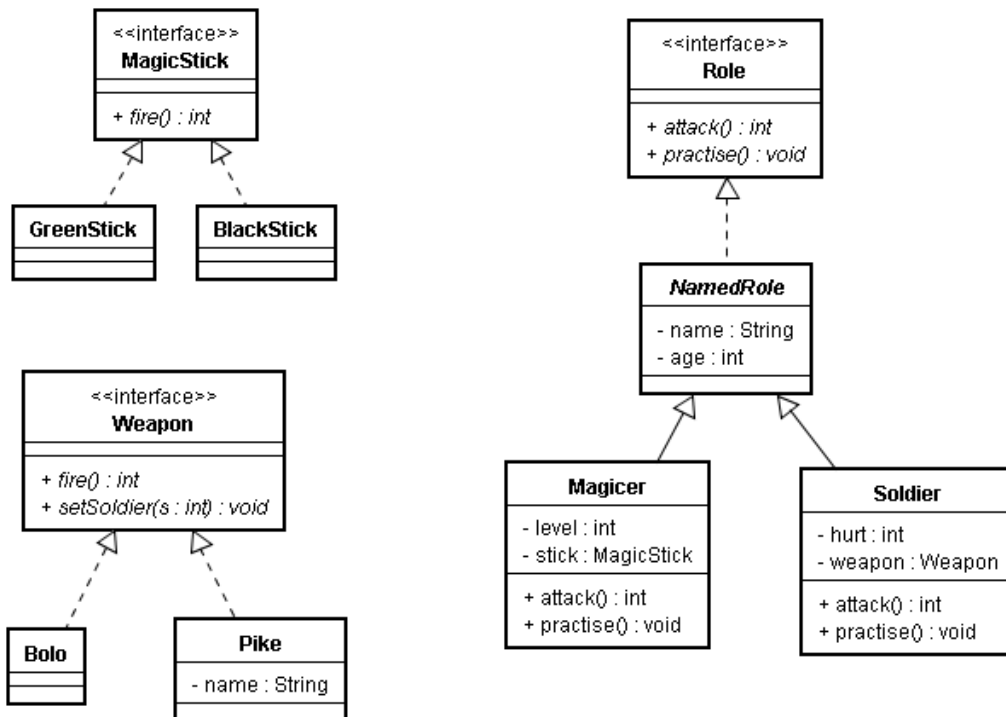 <<interface>>
MagicStick
+ fire() : int
GreenStick
BlackStick
<<interface>>
Weapon
+ fire() : int
+ setSoldier(s : int) : void
Bolo
Pike
- name : String
<<interface>>
Role
+ attack() : int
+ practise() : void
NamedRole
- name : String
- age : int
Magicer
- level : int
- stick : MagicStick
+ attack() : int
+ practise() : void
Soldier
- hurt : int
- weapon : Weapon
+ attack() : int
+ practise() : void